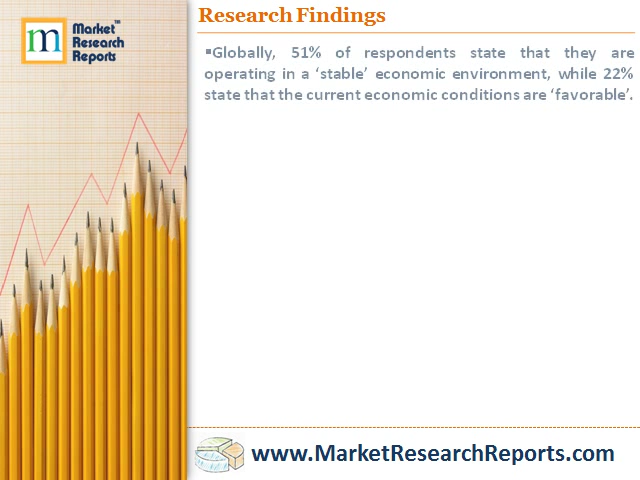 m
Market™
Research
Reports
Research Findings
▪Globally, 51% of respondents state that they are
operating in a ‘stable’ economic environment, while 22%
state that the current economic conditions are ‘favorable’.
www.MarketResearchReports.com